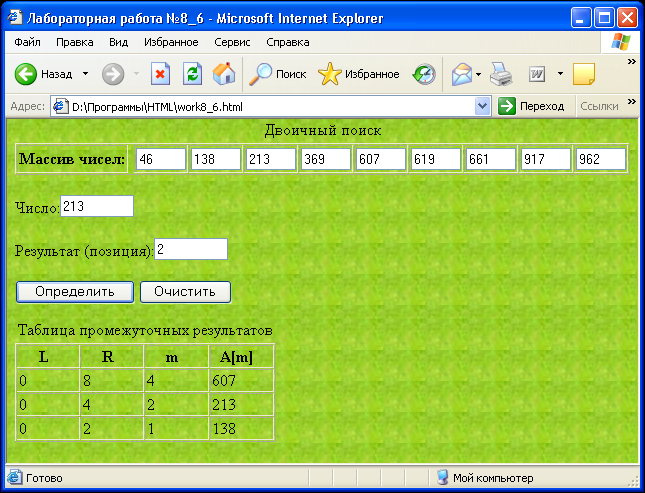 Лабораторная работа №8_6 - Microsoft Internet Explorer
Файл Правка Вид Избранное Сервис Справка
Назад Поиск Избранное W
Адрес: D:\Программы\HTML\work8_6.html Переход Ссылки
Двоичный поиск
Массив чисел: 46 138 213 369 607 619 661 917 962
Число: 213
Результат (позиция): 2
Определить Очистить
Таблица промежуточных результатов
L R m A[m]
0 8 4 607
0 4 2 213
0 2 1 138
Готово Мой компьютер